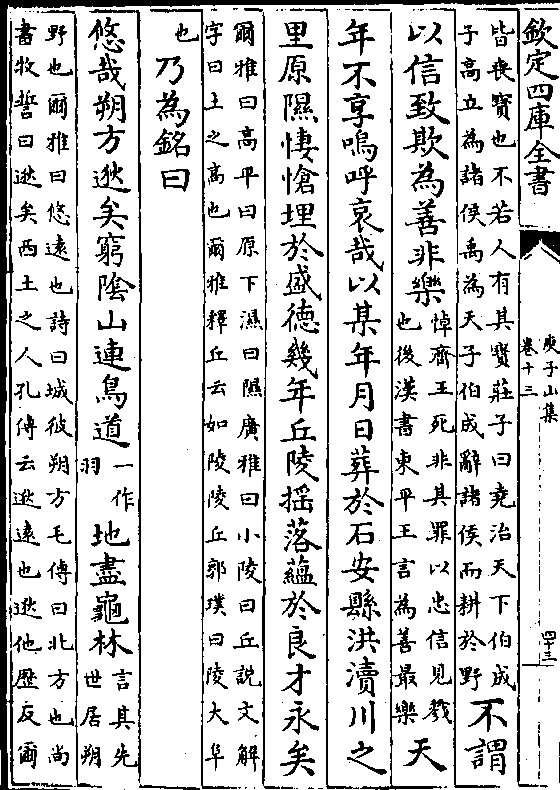 欽定四庫全書
庾子山集
卷十三
四十三
皆喪寶也不若人有其寶莊子曰堯治天下伯成
子高立為諸侯禹為天子伯成辭諸侯而耕於野
不謂
以信致欺為善非樂
悼齊王死非其罪以忠信見戮
也後漢書東平王言為善最樂
天
年不享嗚呼哀哉以某年月日葬於石安縣洪瀆川之
里原隰悽愴埋於盛德幾年丘陵揺落蘊於良才永矣
爾雅曰高平曰原下濕曰隰廣雅曰小陵曰丘說文解
字曰土之高也爾雅釋丘云如陵陵丘郭璞曰陵大阜
也
乃為銘曰
悠哉朔方逖矣窮隂山連鳥道
一作
羽
地盡龜林
言其先
世居朔
野也爾雅曰悠遠也詩曰城彼朔方毛傳曰北方也尚
書牧誓曰逖矣西土之人孔傳云逖遠也逖他歴反爾